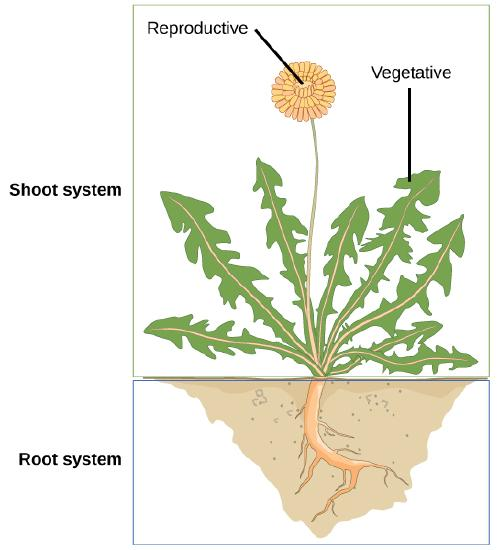 Reproductive
Vegetative
Shoot system
Root system